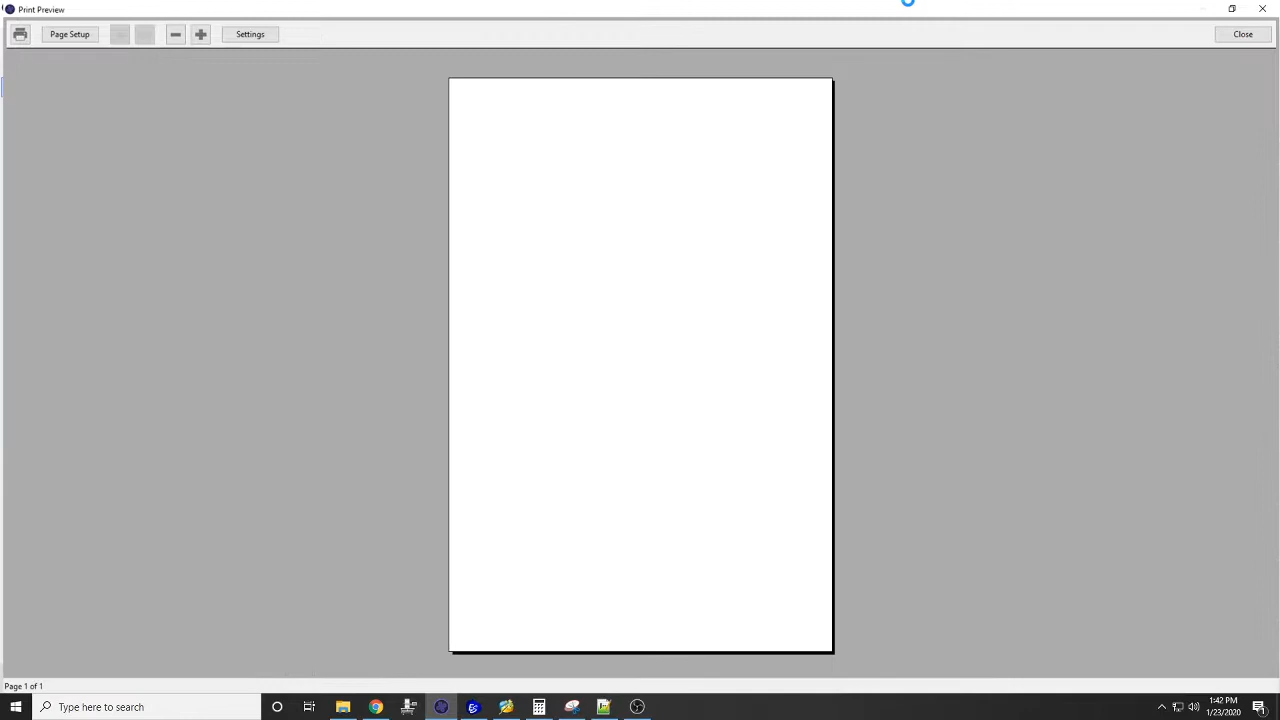 Print Preview
Page Setup
Settings
Close
Page 1 of 1
Type here to search
1:42 PM
1/23/2020